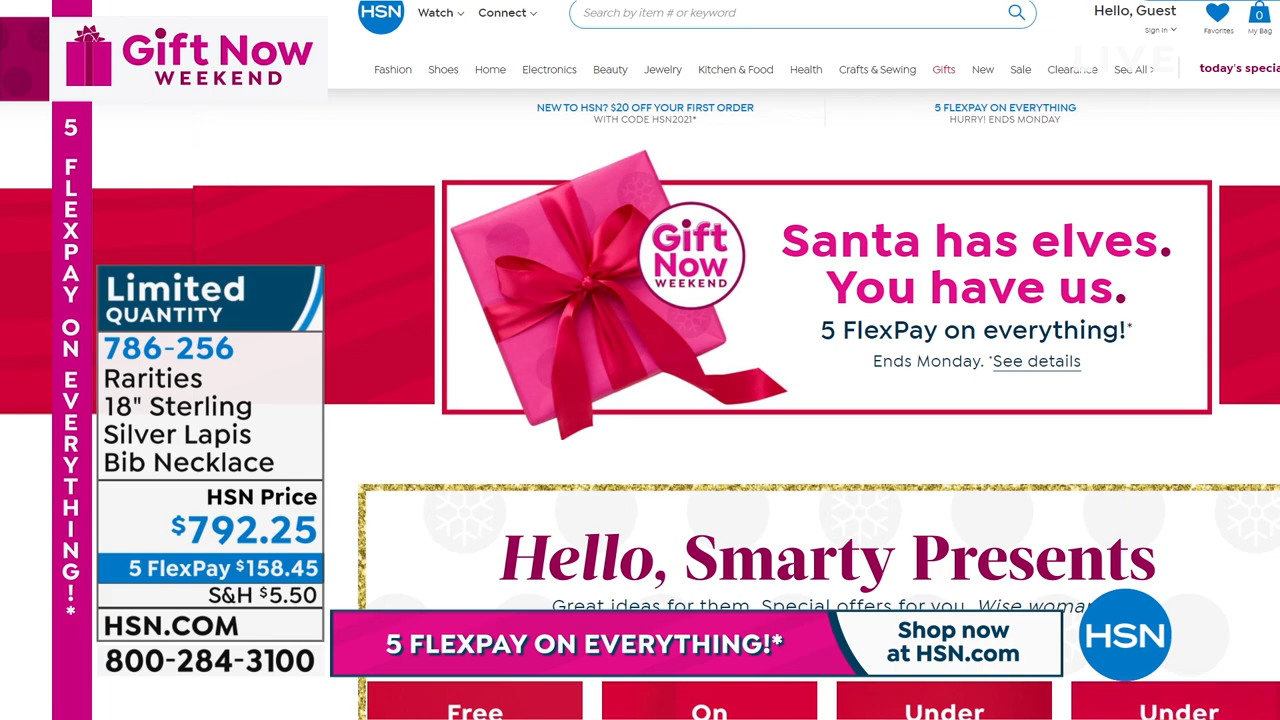 Gift Now
WEEKEND
5 FLEXPAY ON EVERYTHING!*
Limited
QUANTITY
786-256
Rarities
18" Sterling
Silver Lapis
Bib Necklace
HSN Price
$792.25
5 FlexPay $158.45
S&H $5.50
HSN.COM
800-284-3100
HSN
Watch
Connect
Search by item # or keyword
Hello, Guest
Sign In
Favorites
0
My Bag
LIVE
Fashion Shoes Home Electronics Beauty Jewelry Kitchen & Food Health Crafts & Sewing Gifts New Sale Clearance See All today's specia
NEW TO HSN? $20 OFF YOUR FIRST ORDER
WITH CODE HSN2021*
5 FLEXPAY ON EVERYTHING
HURRY! ENDS MONDAY
Gift
Now
WEEKEND
Santa has elves.
You have us.
5 FlexPay on everything!*
Ends Monday. *See details
Hello, Smarty Presents
Great ideas for them. Special offers for you. Wise woma
5 FLEXPAY ON EVERYTHING!*
Shop now
at HSN.com
HSN
Free
On
Under
Under